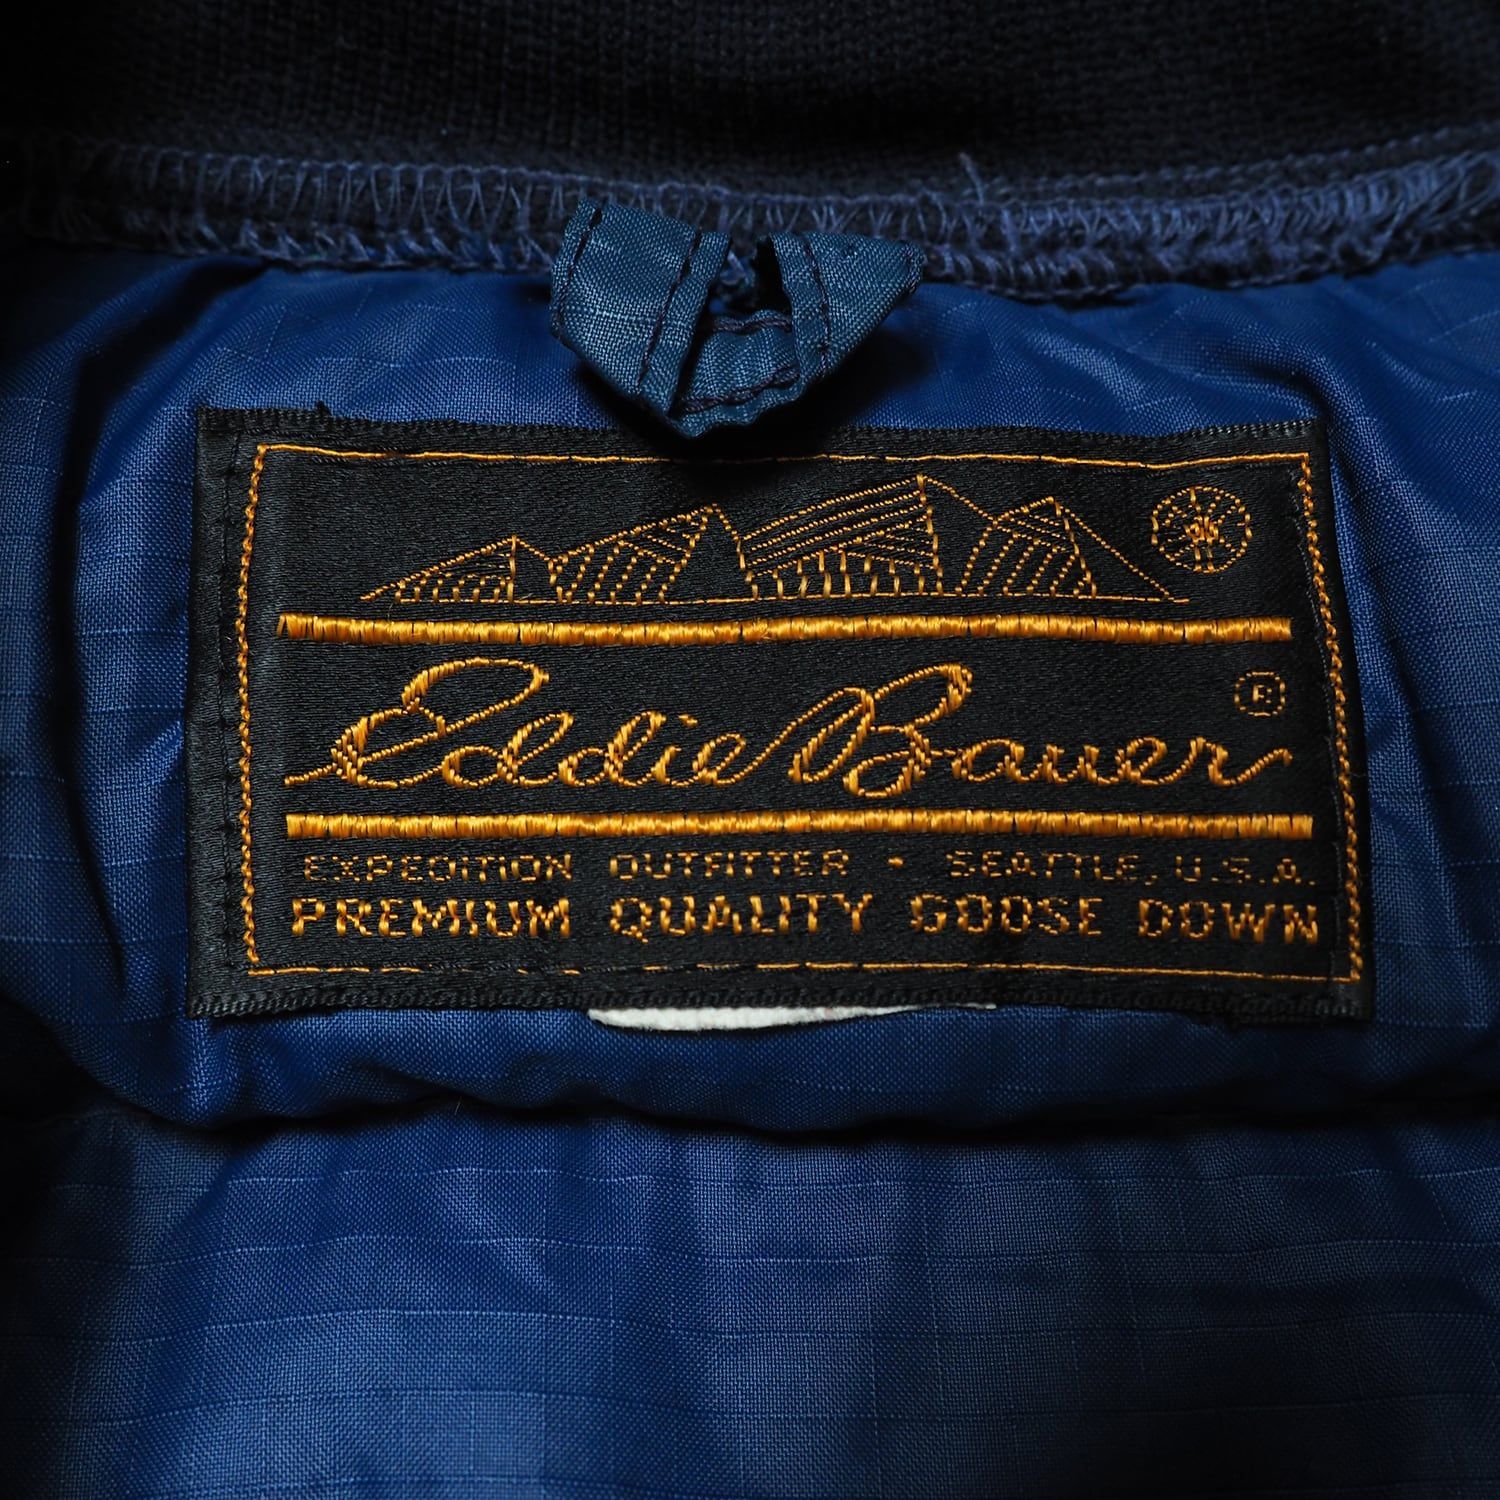 Eddie Bauer ®
EXPEDITION OUTFITTER - SEATTLE, U.S.A.
PREMIUM QUALITY GOOSE DOWN